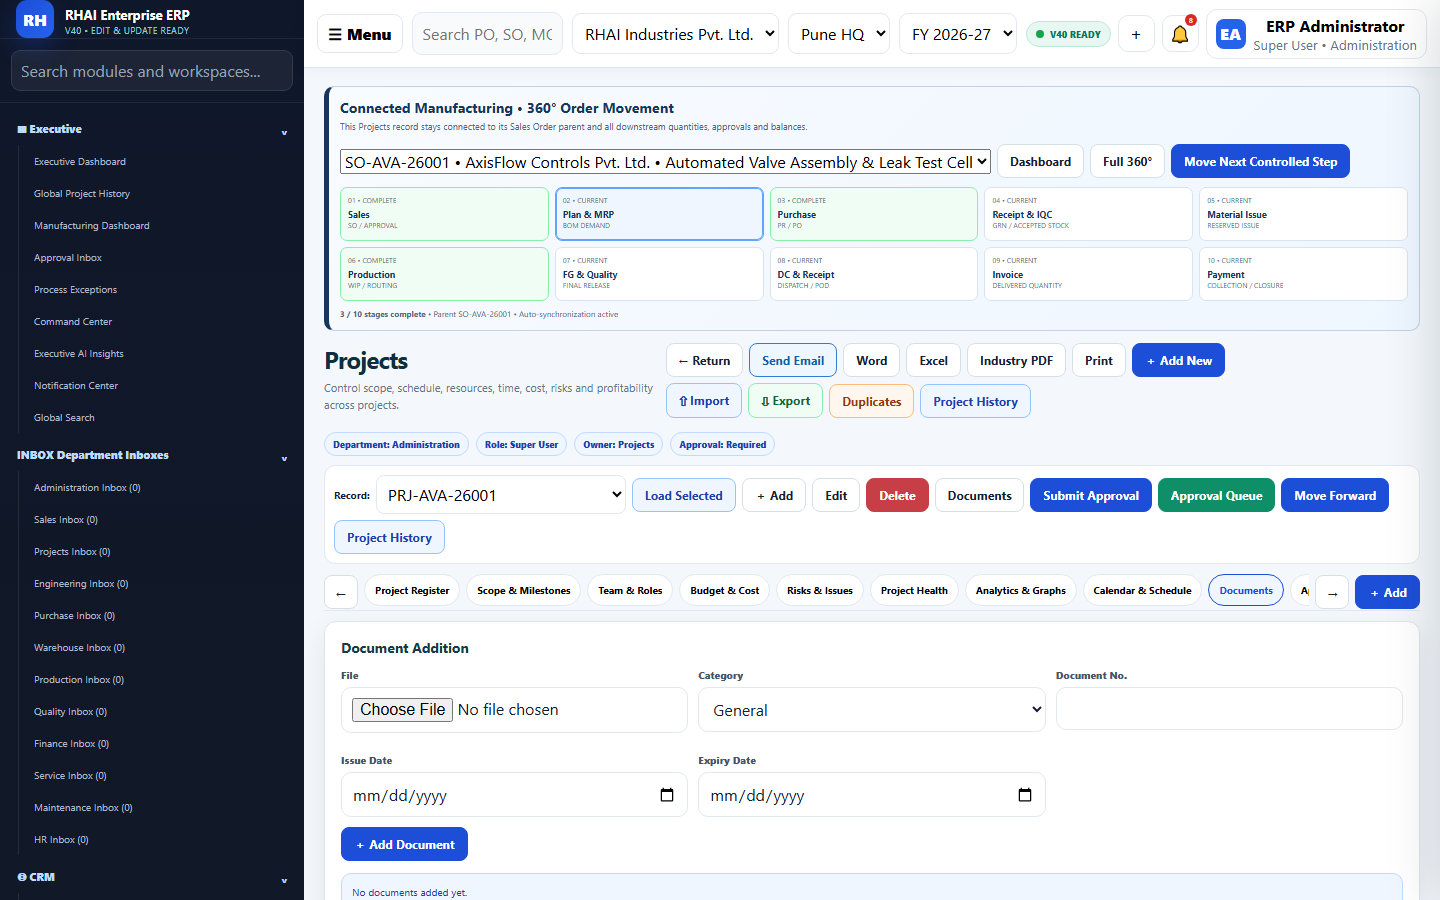 RH
RHAI Enterprise ERP
V40 • EDIT & UPDATE READY
Search modules and workspaces...
Executive
Executive Dashboard
Global Project History
Manufacturing Dashboard
Approval Inbox
Process Exceptions
Command Center
Executive AI Insights
Notification Center
Global Search
INBOX Department Inboxes
Administration Inbox (0)
Sales Inbox (0)
Projects Inbox (0)
Engineering Inbox (0)
Purchase Inbox (0)
Warehouse Inbox (0)
Production Inbox (0)
Quality Inbox (0)
Finance Inbox (0)
Service Inbox (0)
Maintenance Inbox (0)
HR Inbox (0)
CRM
☰ Menu
Search PO, SO, MO
RHAI Industries Pvt. Ltd.
Pune HQ
FY 2026-27
V40 READY
+
8
EA
ERP Administrator
Super User • Administration
Connected Manufacturing • 360° Order Movement
This Projects record stays connected to its Sales Order parent and all downstream quantities, approvals and balances.
SO-AVA-26001 • AxisFlow Controls Pvt. Ltd. • Automated Valve Assembly & Leak Test Cell
Dashboard
Full 360°
Move Next Controlled Step
01 • COMPLETE
Sales
SO / APPROVAL
02 • CURRENT
Plan & MRP
BOM DEMAND
03 • COMPLETE
Purchase
PR / PO
04 • CURRENT
Receipt & IQC
GRN / ACCEPTED STOCK
05 • CURRENT
Material Issue
RESERVED ISSUE
06 • COMPLETE
Production
WIP / ROUTING
07 • CURRENT
FG & Quality
FINAL RELEASE
08 • CURRENT
DC & Receipt
DISPATCH / POD
09 • CURRENT
Invoice
DELIVERED QUANTITY
10 • CURRENT
Payment
COLLECTION / CLOSURE
3 / 10 stages complete • Parent SO-AVA-26001 • Auto-synchronization active
Projects
Control scope, schedule, resources, time, cost, risks and profitability
across projects.
← Return
Send Email
Word
Excel
Industry PDF
Print
+ Add New
⇧ Import
⇩ Export
Duplicates
Project History
Department: Administration
Role: Super User
Owner: Projects
Approval: Required
Record:
PRJ-AVA-26001
Load Selected
+ Add
Edit
Delete
Documents
Submit Approval
Approval Queue
Move Forward
Project History
←
Project Register
Scope & Milestones
Team & Roles
Budget & Cost
Risks & Issues
Project Health
Analytics & Graphs
Calendar & Schedule
Documents
→
+ Add
Document Addition
File
Choose File No file chosen
Category
General
Document No.
Issue Date
mm/dd/yyyy
Expiry Date
mm/dd/yyyy
+ Add Document
No documents added yet.